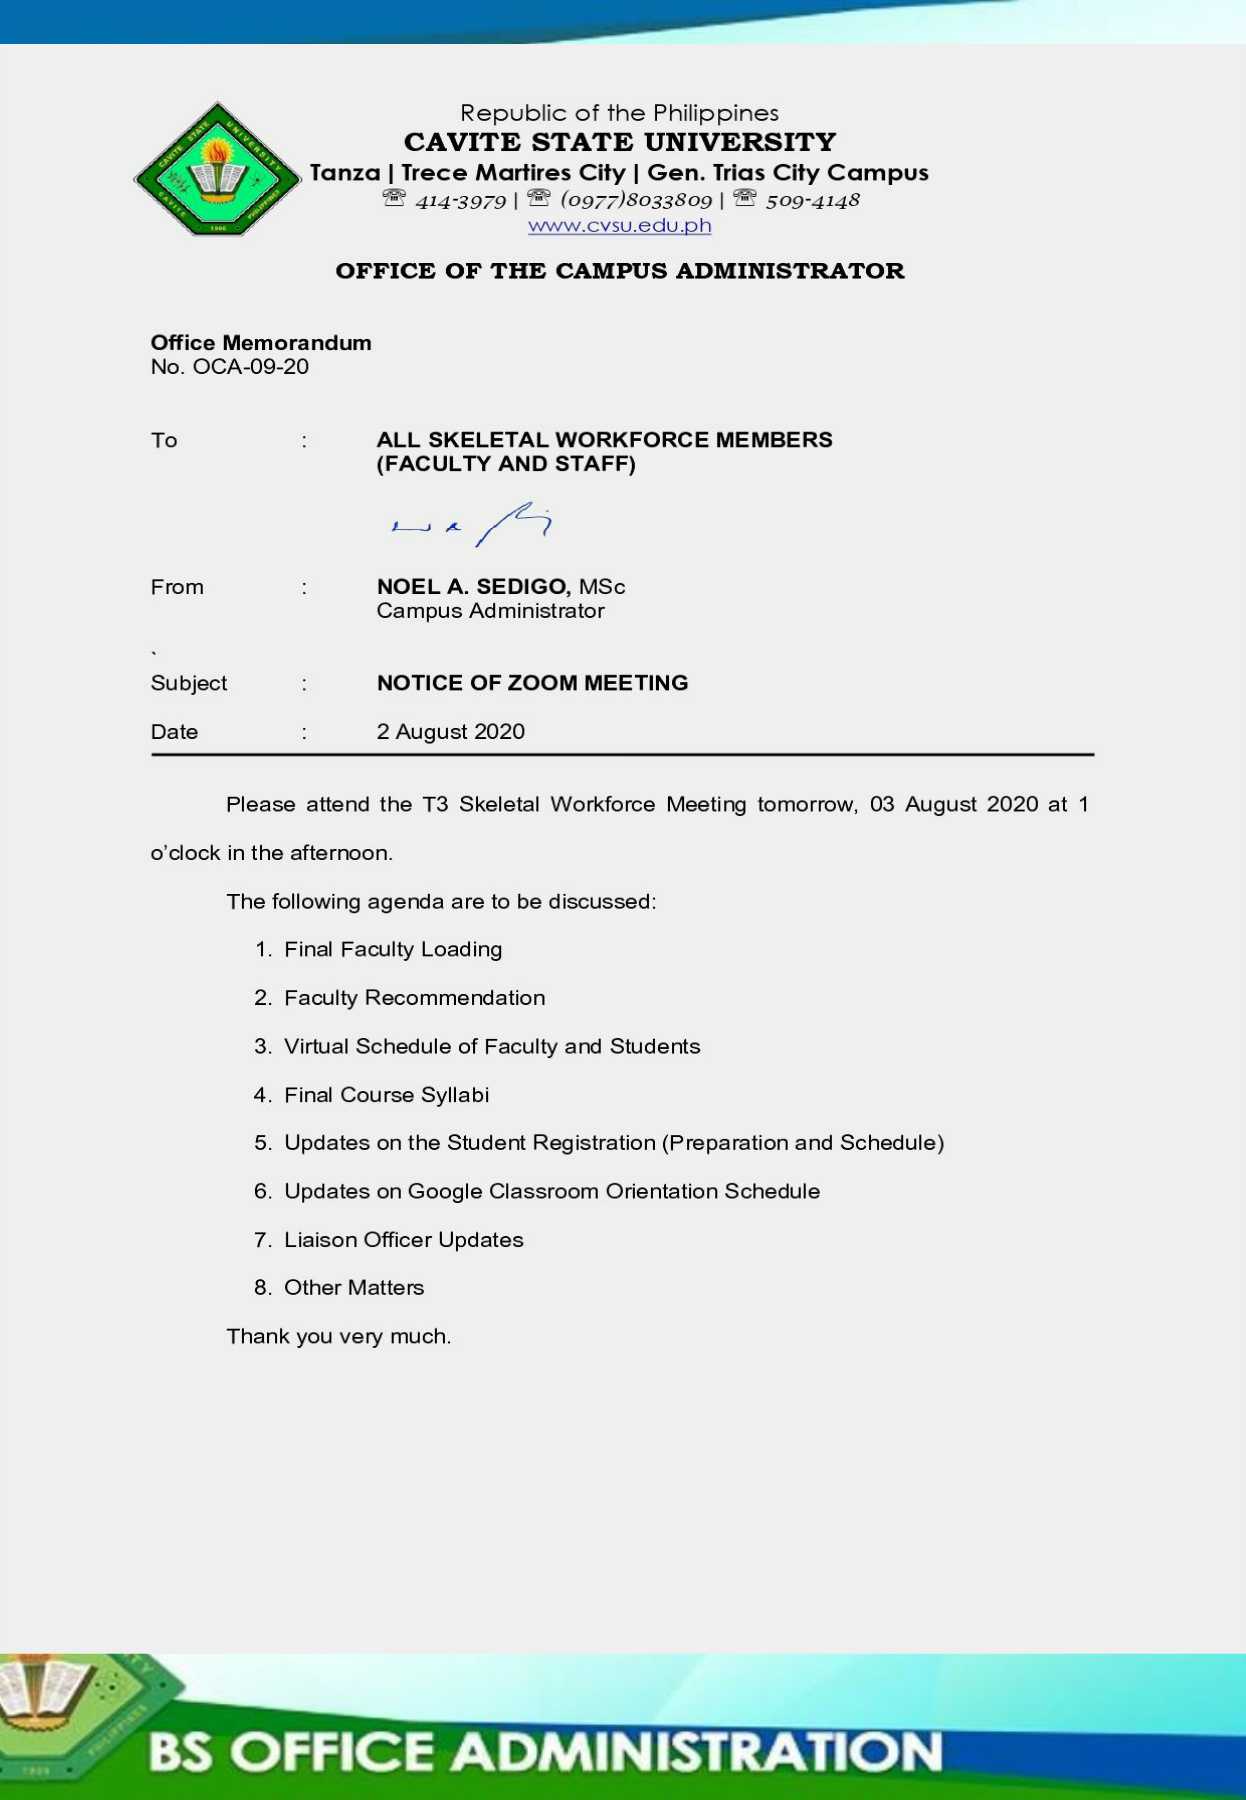 Republic of the Philippines
CAVITE STATE UNIVERSITY
Tanza | Trece Martires City | Gen. Trias City Campus
☏ 414-3979 | ☏ (0977)8033809 | ☏ 509-4148
www.cvsu.edu.ph
CAVITE STATE UNIVERSITY
CAVITE PHILIPPINES
1906
OFFICE OF THE CAMPUS ADMINISTRATOR
Office Memorandum
No. OCA-09-20
To : ALL SKELETAL WORKFORCE MEMBERS
(FACULTY AND STAFF)
From : NOEL A. SEDIGO, MSc
Campus Administrator
`
Subject : NOTICE OF ZOOM MEETING
Date : 2 August 2020
Please attend the T3 Skeletal Workforce Meeting tomorrow, 03 August 2020 at 1
o’clock in the afternoon.
The following agenda are to be discussed:
1. Final Faculty Loading
2. Faculty Recommendation
3. Virtual Schedule of Faculty and Students
4. Final Course Syllabi
5. Updates on the Student Registration (Preparation and Schedule)
6. Updates on Google Classroom Orientation Schedule
7. Liaison Officer Updates
8. Other Matters
Thank you very much.
PHILIPPINES
1906
BS OFFICE ADMINISTRATION